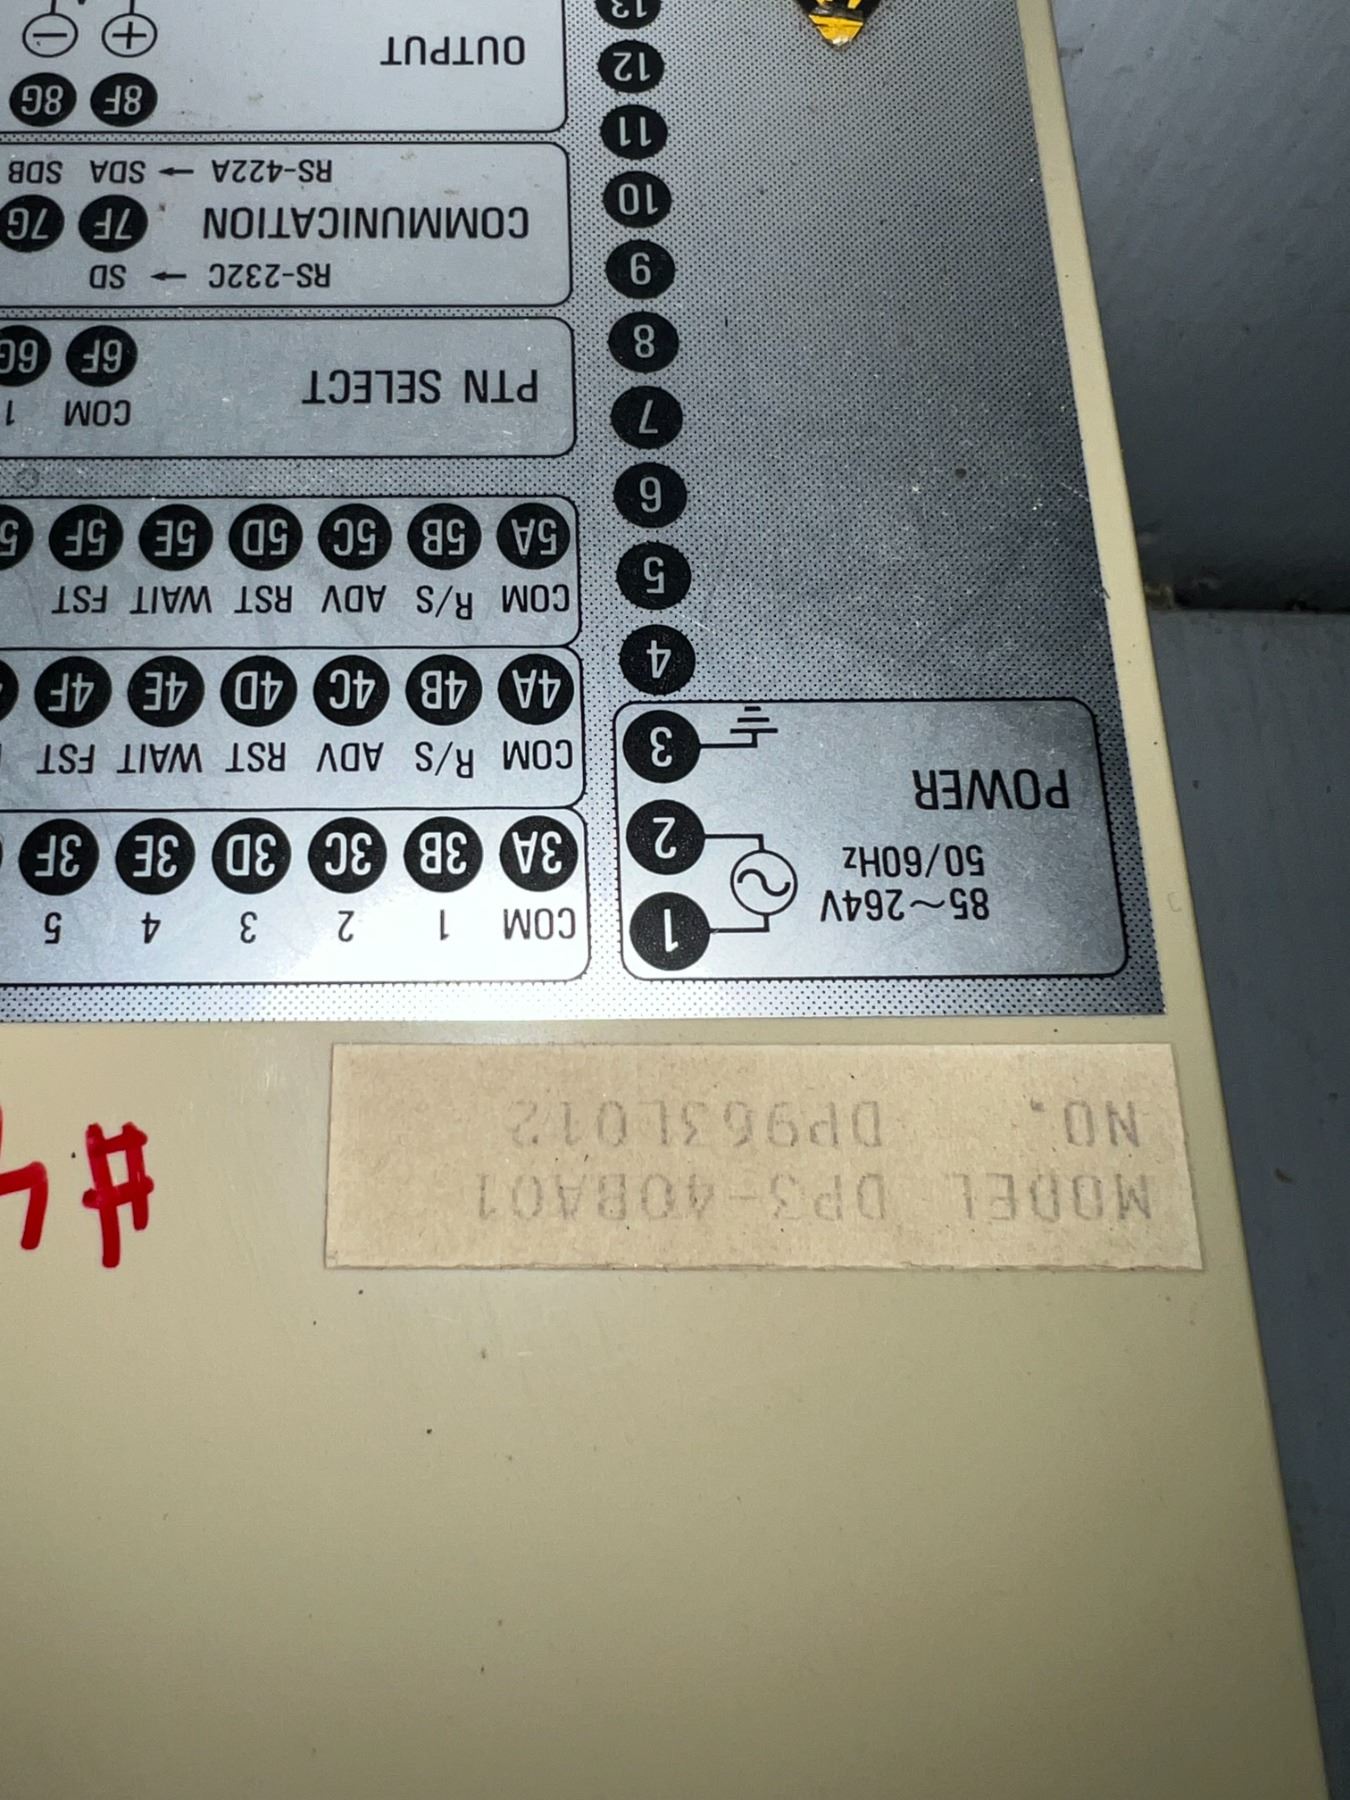 MODEL DP3-40BA01
NO. DP963L012
#4
85~264V
50/60Hz
POWER
1
2
3
4
5
6
7
8
9
10
11
12
13
COM 1 2 3 4 5
3A 3B 3C 3D 3E 3F
COM R/S ADV RST WAIT FST
4A 4B 4C 4D 4E 4F
COM R/S ADV RST WAIT FST
5A 5B 5C 5D 5E 5F
COM 1
PTN SELECT 6F 6G
RS-232C → SD
COMMUNICATION 7F 7G
RS-422A → SDA SDB
8F 8G
OUTPUT + −